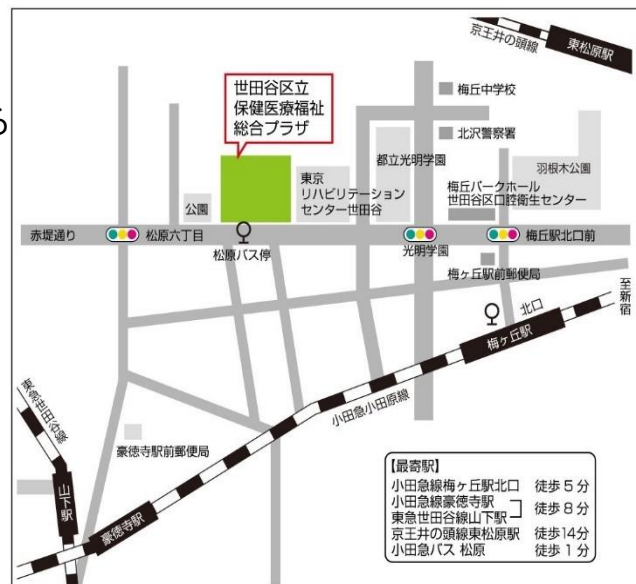 京王井の頭線
東松原駅
世田谷区立
保健医療福祉
総合プラザ
梅丘中学校
北沢警察署
都立光明学園
羽根木公園
東京
リハビリテーション
センター世田谷
公園
梅丘パークホール
世田谷区口腔衛生センター
赤堤通り
松原六丁目
松原バス停
光明学園
梅丘駅北口前
梅ヶ丘駅前郵便局
至新宿
北口
梅ヶ丘駅
小田急小田原線
東急世田谷線
山下駅
豪徳寺駅前郵便局
豪徳寺駅
【最寄駅】
小田急線梅ヶ丘駅北口 徒歩5分
小田急線豪徳寺駅
東急世田谷線山下駅 徒歩8分
京王井の頭線東松原駅 徒歩14分
小田急バス 松原 徒歩1分